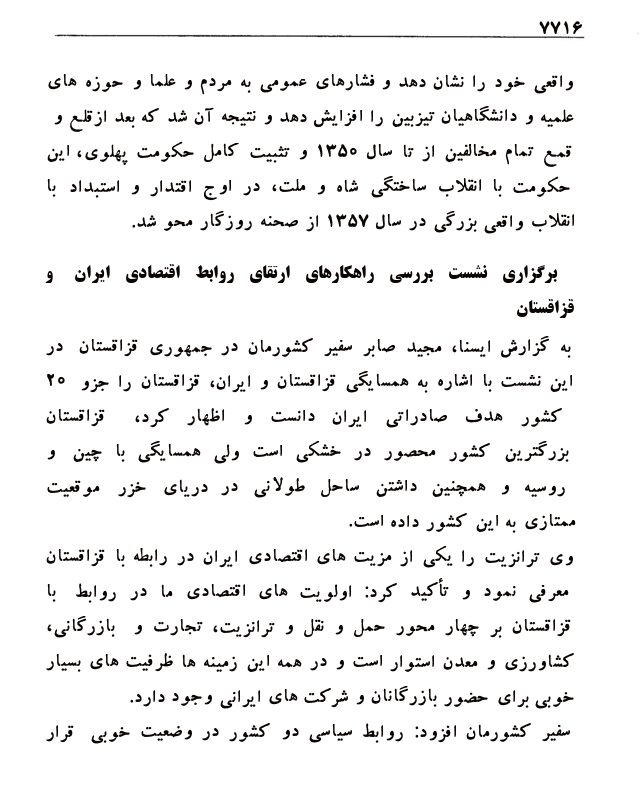 ۷۷۱۶
واقعی خود را نشان دهد و فشارهای عمومی به مردم و علما و حوزه های
علمیه و دانشگاهیان تیزبین را افزایش دهد و نتیجه آن شد که بعد ازقلع و
قمع تمام مخالفین از تا سال ۱۳۵۰ و تثبیت کامل حکومت پهلوی، این
حکومت با انقلاب ساختگی شاه و ملت، در اوج اقتدار و استبداد با
انقلاب واقعی بزرگی در سال ۱۳۵۷ از صحنه روزگار محو شد.
برگزاری نشست بررسی راهکارهای ارتقای روابط اقتصادی ایران و
قزاقستان
به گزارش ایسنا، مجید صابر سفیر کشورمان در جمهوری قزاقستان در
این نشست با اشاره به همسایگی قزاقستان و ایران، قزاقستان را جزو ۲۰
کشور هدف صادراتی ایران دانست و اظهار کرد، قزاقستان
بزرگترین کشور محصور در خشکی است ولی همسایگی با چین و
روسیه و همچنین داشتن ساحل طولانی در دریای خزر موقعیت
ممتازی به این کشور داده است.
وی ترانزیت را یکی از مزیت های اقتصادی ایران در رابطه با قزاقستان
معرفی نمود و تأکید کرد: اولویت های اقتصادی ما در روابط با
قزاقستان بر چهار محور حمل و نقل و ترانزیت، تجارت و بازرگانی،
کشاورزی و معدن استوار است و در همه این زمینه ها ظرفیت های بسیار
خوبی برای حضور بازرگانان و شرکت های ایرانی وجود دارد.
سفیر کشورمان افزود: روابط سیاسی دو کشور در وضعیت خوبی قرار